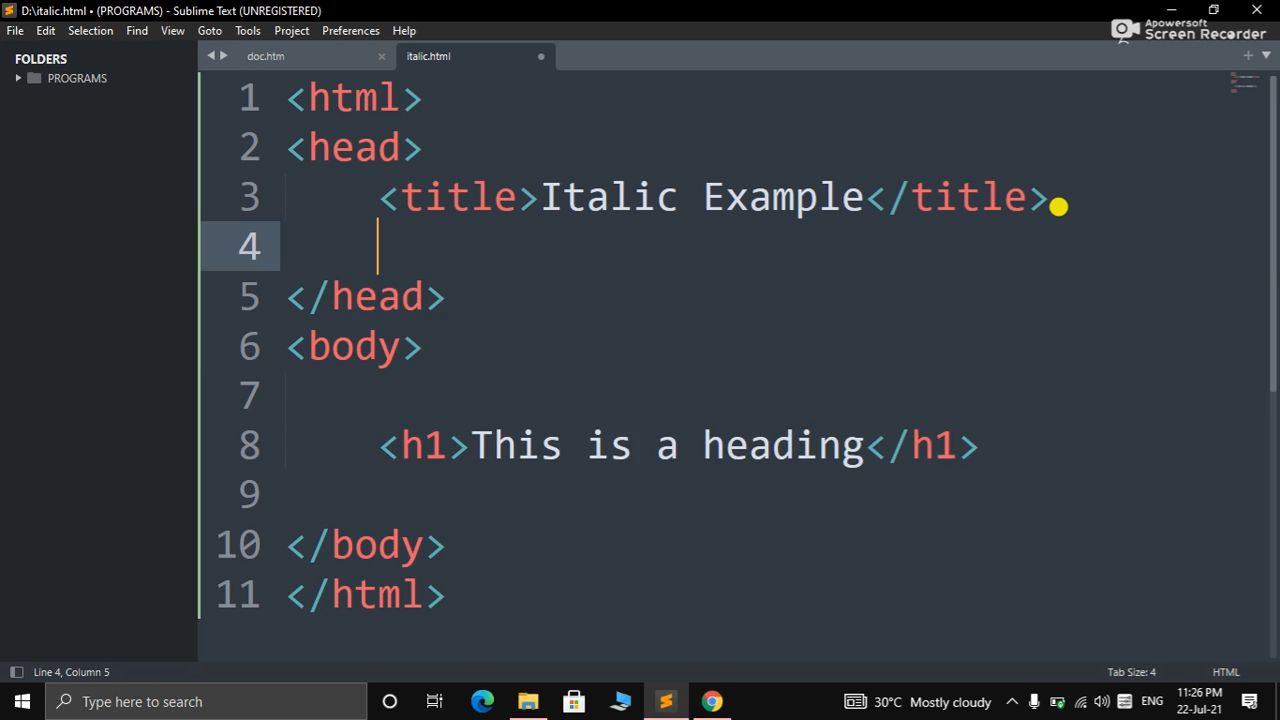 D:\italic.html • (PROGRAMS) - Sublime Text (UNREGISTERED)
File Edit Selection Find View Goto Tools Project Preferences Help
Apowersoft
Screen Recorder
FOLDERS
PROGRAMS
doc.htm
italic.html
1 <html>
2 <head>
3 <title>Italic Example</title>
4
5 </head>
6 <body>
7
8 <h1>This is a heading</h1>
9
10 </body>
11 </html>
Line 4, Column 5
Tab Size: 4
HTML
Type here to search
30°C Mostly cloudy
ENG
11:26 PM
22-Jul-21